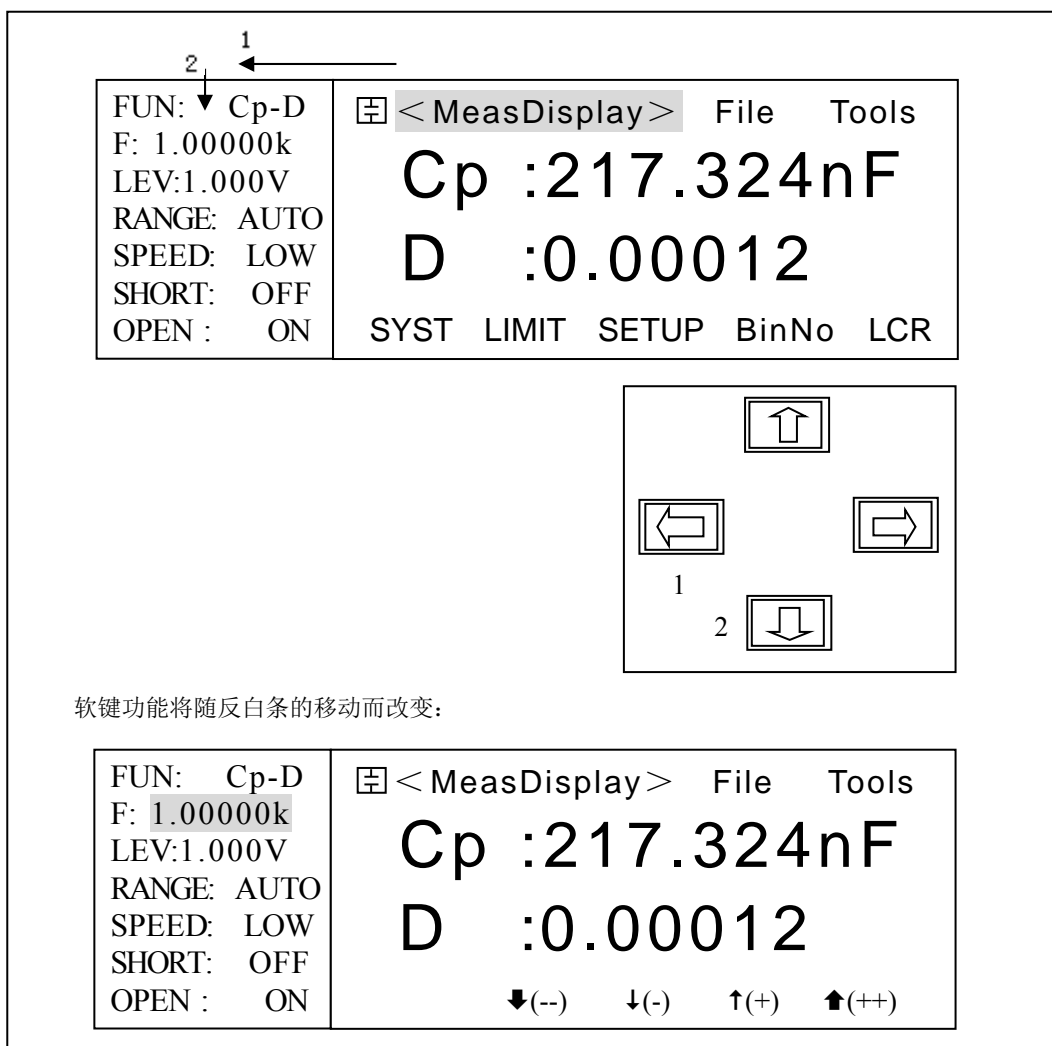 1
2
FUN: Cp-D
F: 1.00000k
LEV:1.000V
RANGE: AUTO
SPEED: LOW
SHORT: OFF
OPEN : ON
＜MeasDisplay＞ File Tools
Cp :217.324nF
D :0.00012
SYST LIMIT SETUP BinNo LCR
⇧
⇦ ⇨
1
2 ⇩
软键功能将随反白条的移动而改变：
FUN: Cp-D
F: 1.00000k
LEV:1.000V
RANGE: AUTO
SPEED: LOW
SHORT: OFF
OPEN : ON
＜MeasDisplay＞ File Tools
Cp :217.324nF
D :0.00012
🡇(--) ↓(-) ↑(+) 🡅(++)